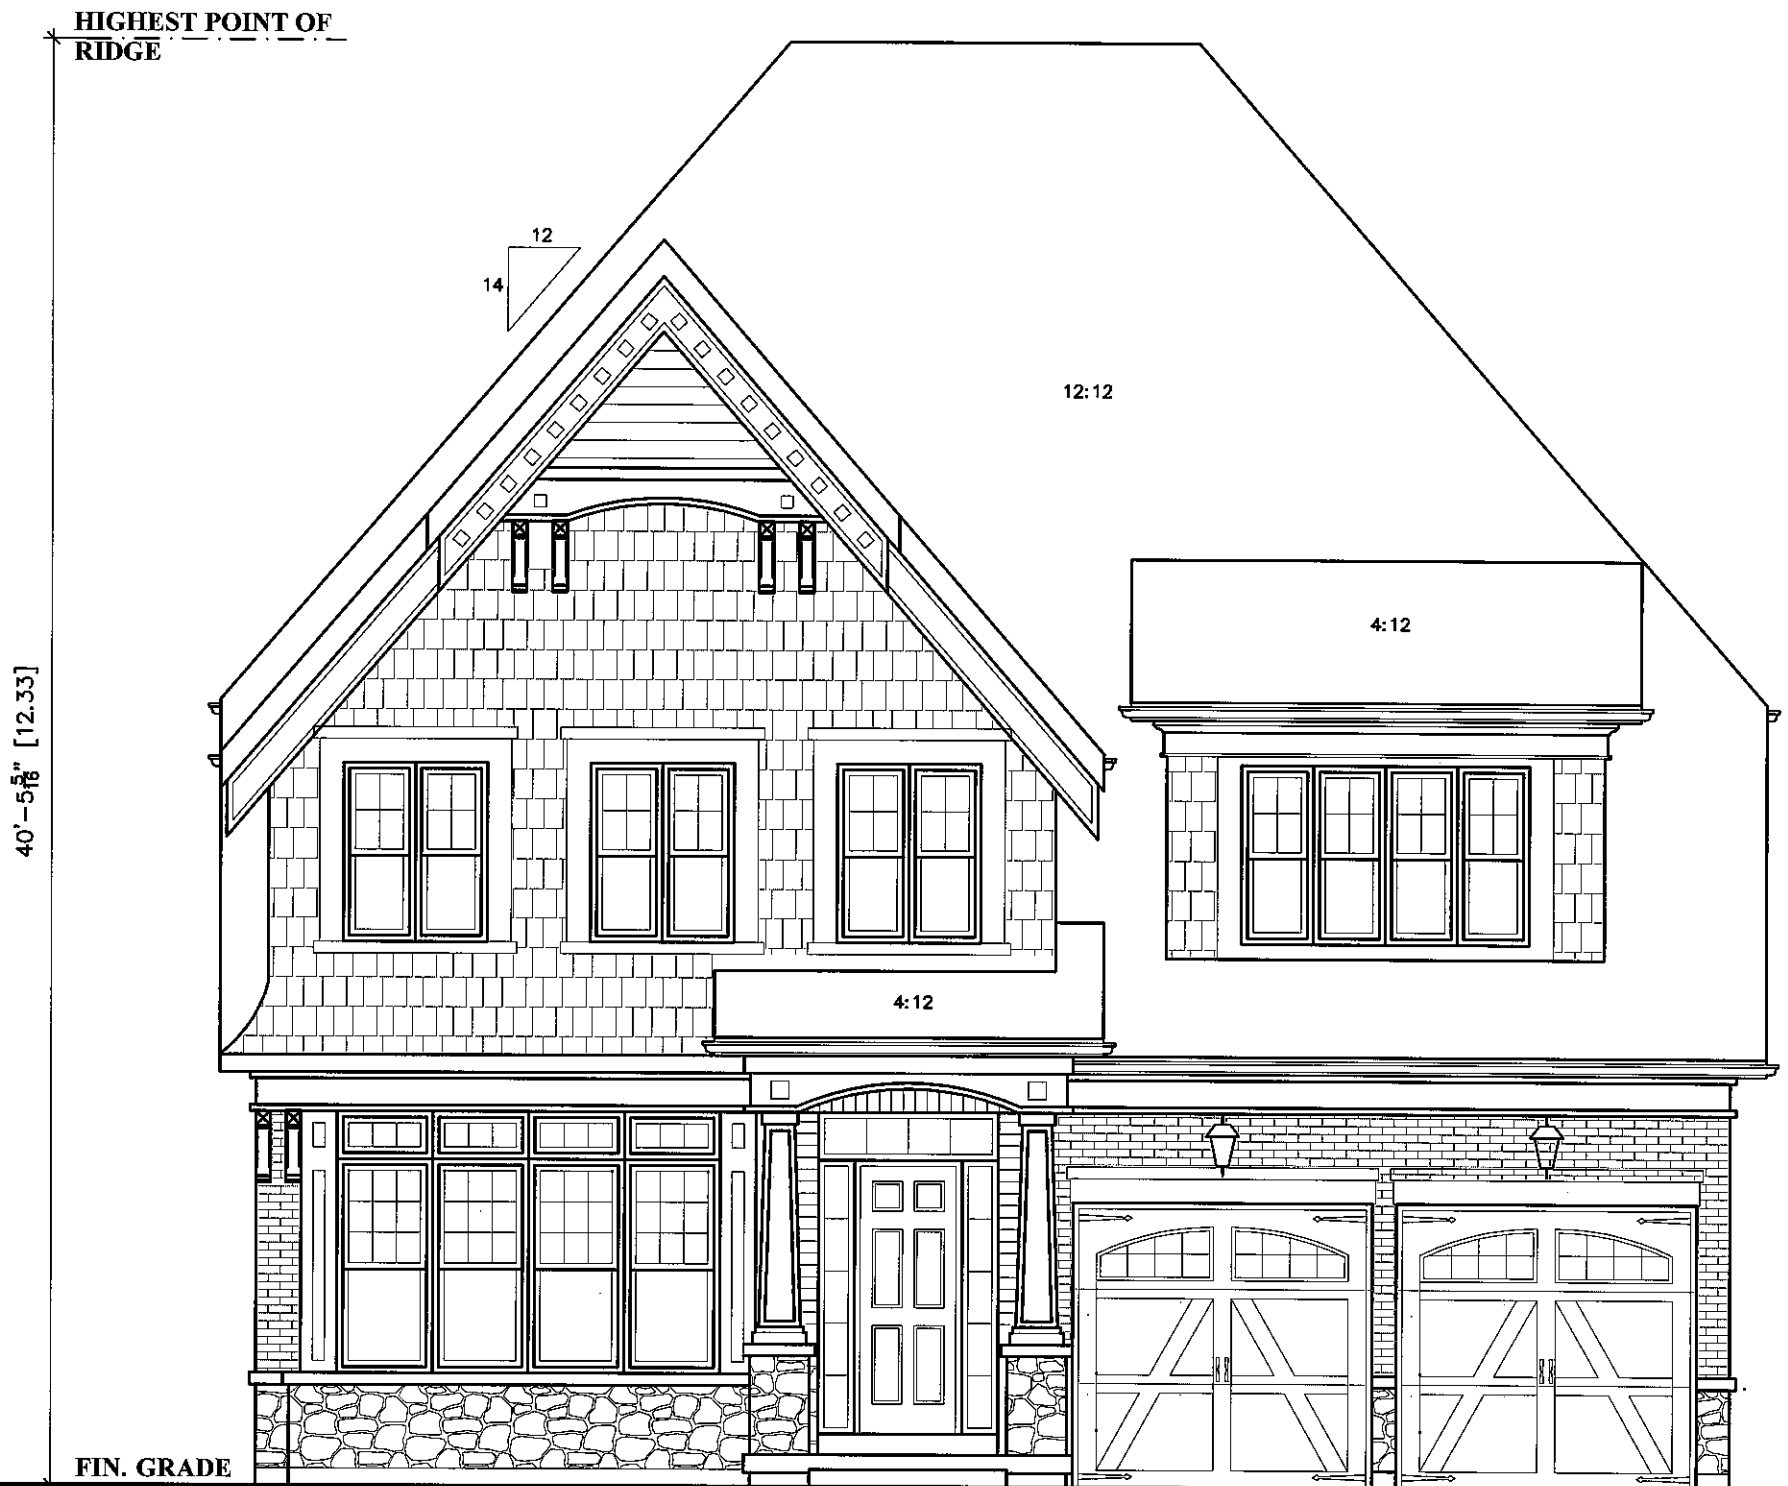 HIGHEST POINT OF
RIDGE
12
14
12:12
4:12
40'-5 5/16" [12.33]
4:12
FIN. GRADE